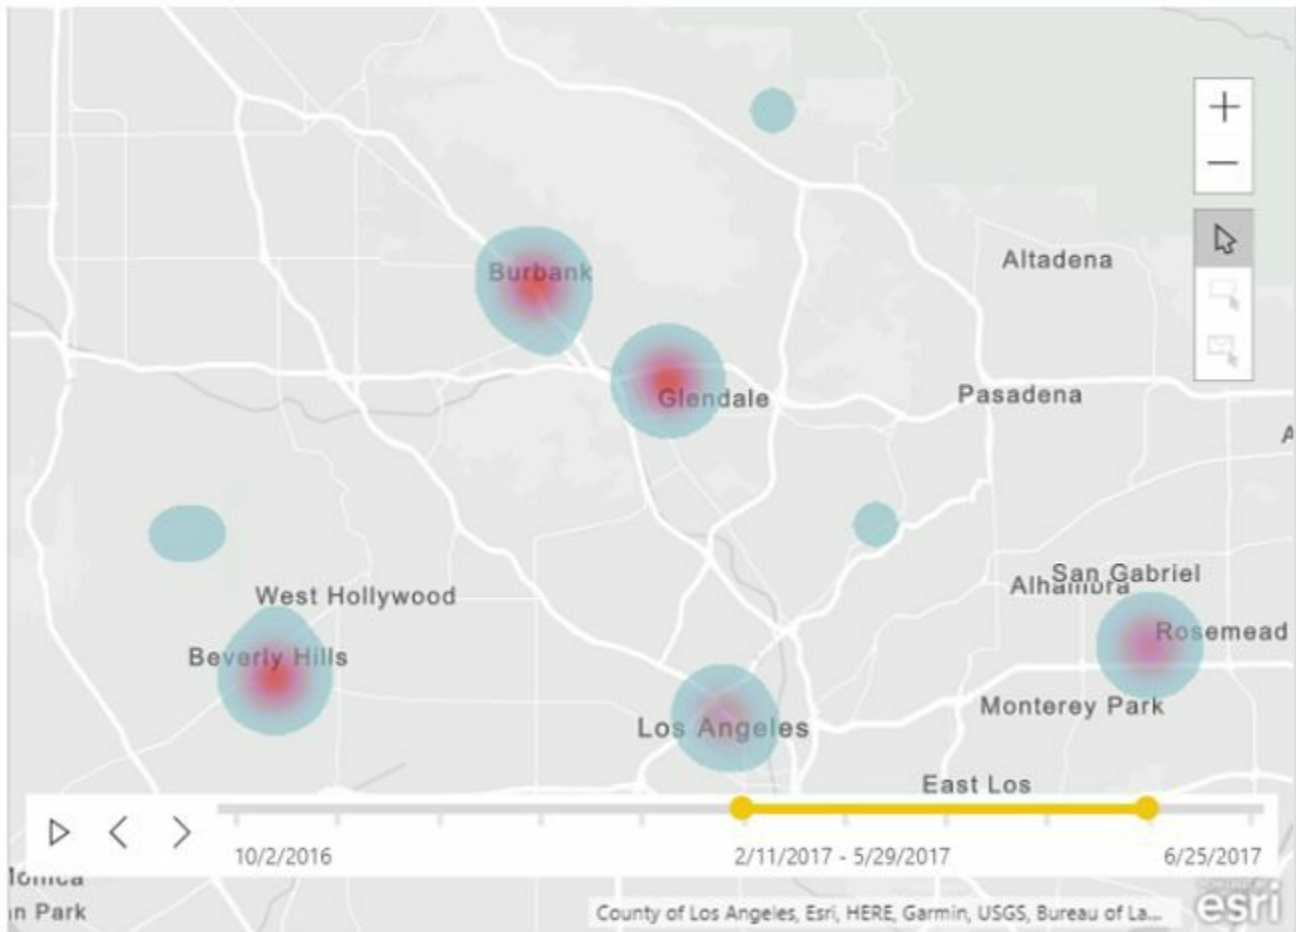 Burbank
Altadena
Glendale
Pasadena
West Hollywood
San Gabriel
Alhambra
Beverly Hills
Rosemead
Monterey Park
Los Angeles
East Los
10/2/2016
2/11/2017 - 5/29/2017
6/25/2017
n Park
County of Los Angeles, Esri, HERE, Garmin, USGS, Bureau of La...
esri